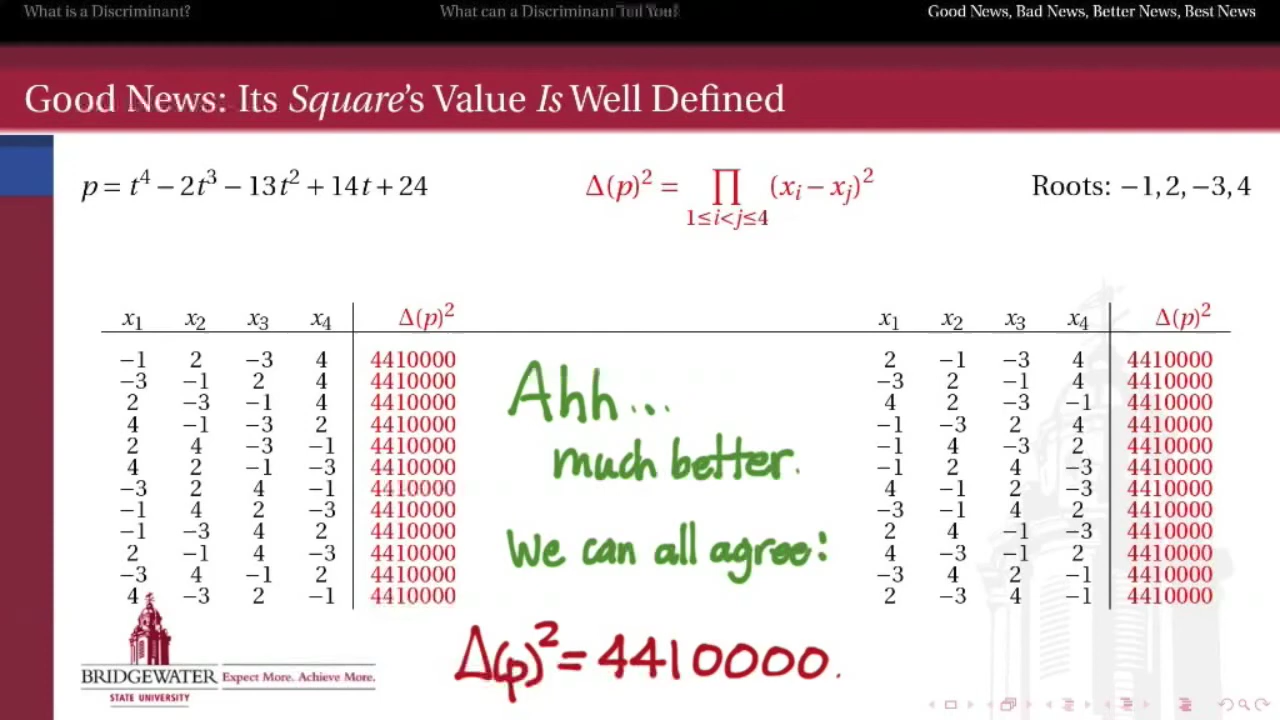 What is a Discriminant? What can a Discriminant Tell You? Good News, Bad News, Better News, Best News
Good News: Its Square's Value Is Well Defined
p = t⁴ − 2t³ − 13t² + 14t + 24 Δ(p)² = ∏ (xᵢ − xⱼ)² Roots: −1, 2, −3, 4
1≤i<j≤4
x₁ x₂ x₃ x₄ Δ(p)² x₁ x₂ x₃ x₄ Δ(p)²
−1 2 −3 4 4410000 2 −1 −3 4 4410000
−3 −1 2 4 4410000 −3 2 −1 4 4410000
2 −3 −1 4 4410000 4 2 −3 −1 4410000
4 −1 −3 2 4410000 −1 −3 2 4 4410000
2 4 −3 −1 4410000 −1 4 −3 2 4410000
4 2 −1 −3 4410000 −1 2 4 −3 4410000
−3 2 4 −1 4410000 4 −1 2 −3 4410000
−1 4 2 −3 4410000 −3 −1 4 2 4410000
−1 −3 4 2 4410000 2 4 −1 −3 4410000
2 −1 4 −3 4410000 4 −3 −1 2 4410000
−3 4 −1 2 4410000 −3 4 2 −1 4410000
4 −3 2 −1 4410000 2 −3 4 −1 4410000
Ahh...
much better.
We can all agree:
Δ(p)² = 4410000.
BRIDGEWATER Expect More. Achieve More.
STATE UNIVERSITY